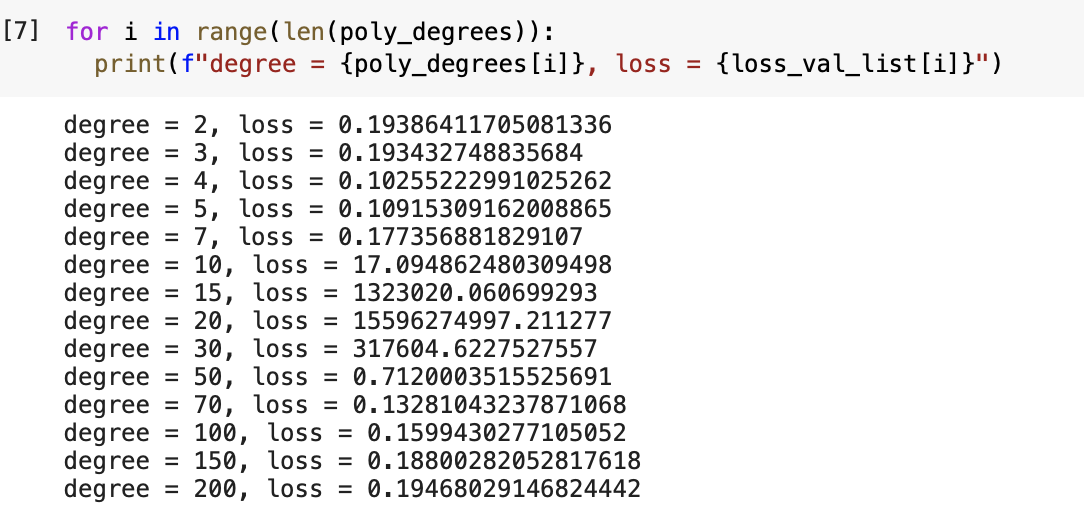 [7] for i in range(len(poly_degrees)):
print(f"degree = {poly_degrees[i]}, loss = {loss_val_list[i]}")
degree = 2, loss = 0.19386411705081336
degree = 3, loss = 0.193432748835684
degree = 4, loss = 0.10255222991025262
degree = 5, loss = 0.10915309162008865
degree = 7, loss = 0.177356881829107
degree = 10, loss = 17.094862480309498
degree = 15, loss = 1323020.060699293
degree = 20, loss = 15596274997.211277
degree = 30, loss = 317604.6227527557
degree = 50, loss = 0.7120003515525691
degree = 70, loss = 0.13281043237871068
degree = 100, loss = 0.1599430277105052
degree = 150, loss = 0.18800282052817618
degree = 200, loss = 0.19468029146824442